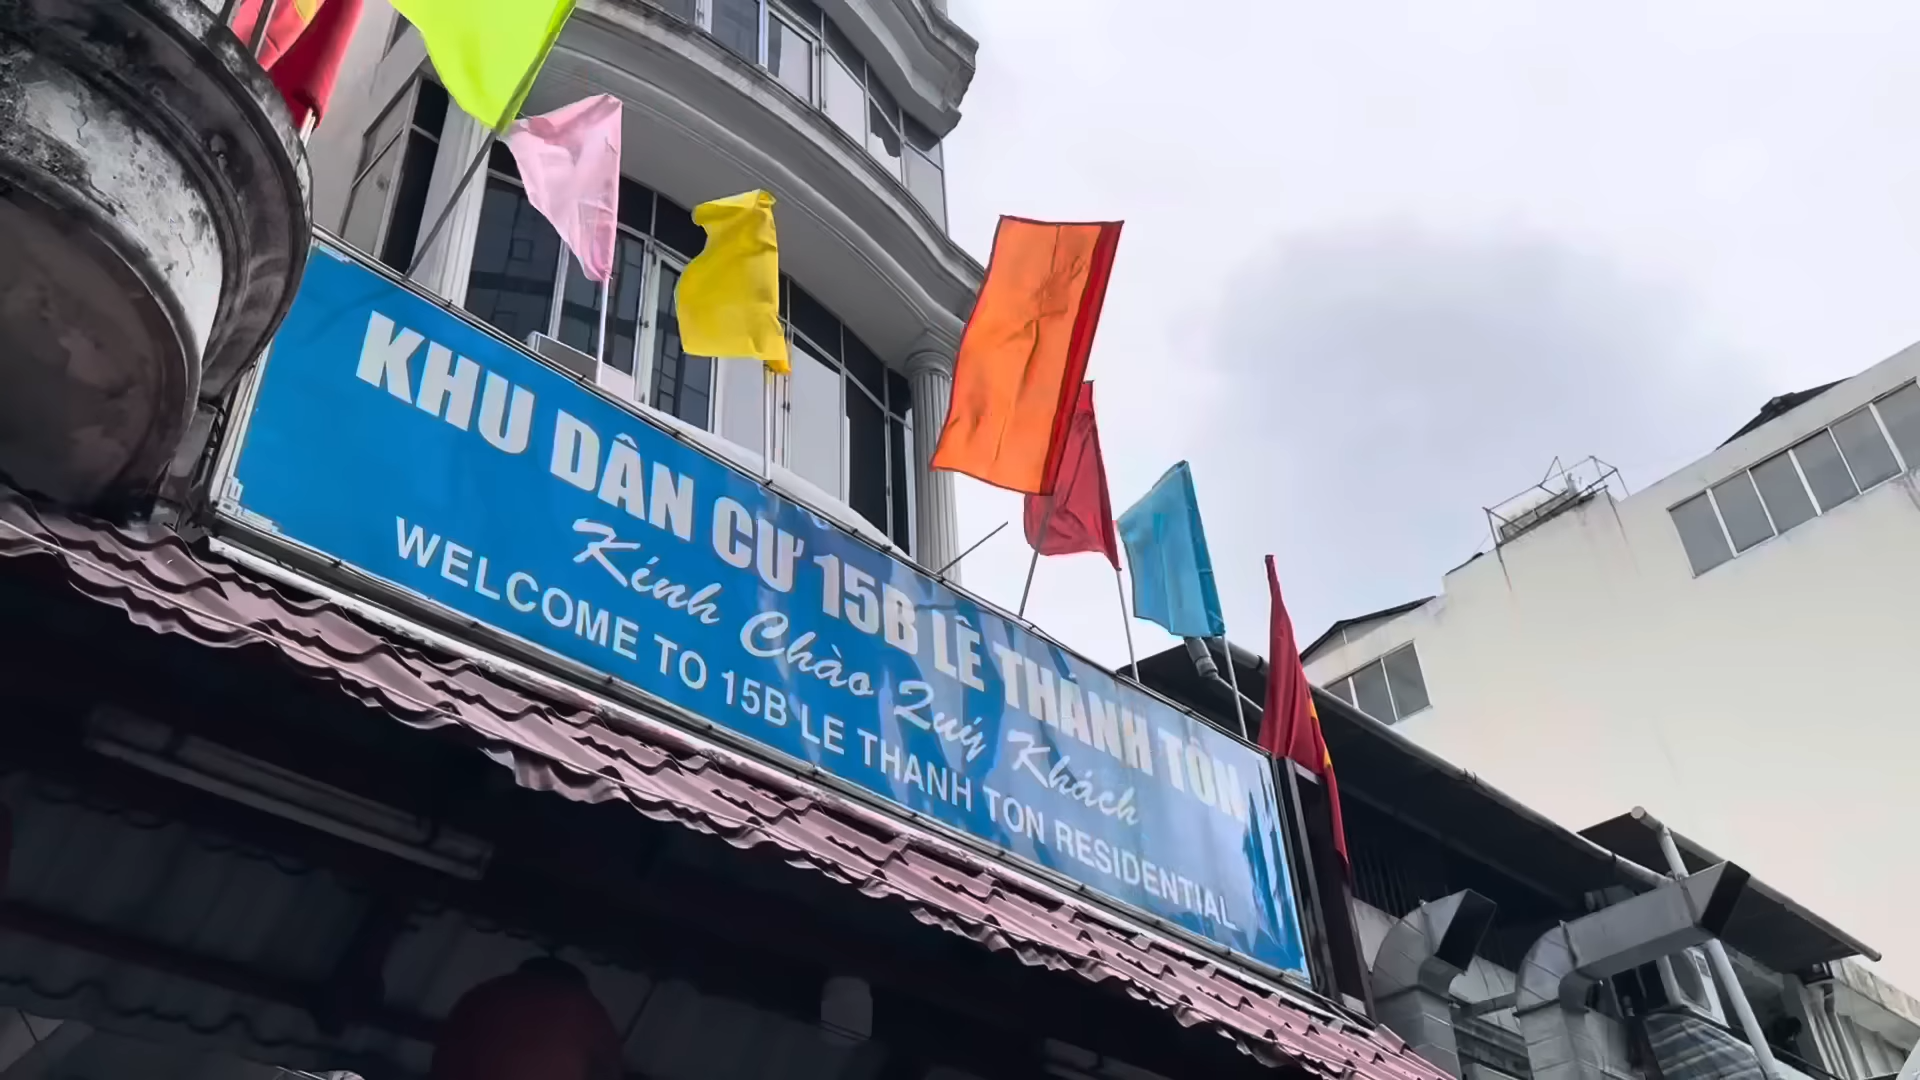 KHU DÂN CƯ 15B LÊ THÁNH TÔN
Kính Chào Quý Khách
WELCOME TO 15B LE THANH TON RESIDENTIAL